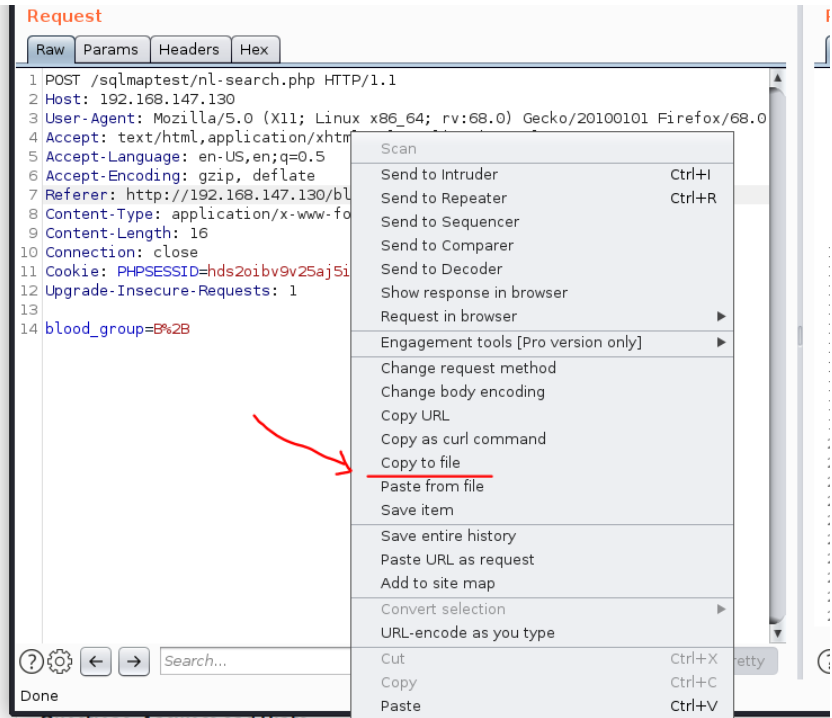 Request
Raw Params Headers Hex
1 POST /sqlmaptest/nl-search.php HTTP/1.1
2 Host: 192.168.147.130
3 User-Agent: Mozilla/5.0 (X11; Linux x86_64; rv:68.0) Gecko/20100101 Firefox/68.0
4 Accept: text/html,application/xhtm
5 Accept-Language: en-US,en;q=0.5
6 Accept-Encoding: gzip, deflate
7 Referer: http://192.168.147.130/bl
8 Content-Type: application/x-www-fo
9 Content-Length: 16
10 Connection: close
11 Cookie: PHPSESSID=hds2oibv9v25aj5i
12 Upgrade-Insecure-Requests: 1
13
14 blood_group=B%2B
Scan
Send to Intruder Ctrl+I
Send to Repeater Ctrl+R
Send to Sequencer
Send to Comparer
Send to Decoder
Show response in browser
Request in browser
Engagement tools [Pro version only]
Change request method
Change body encoding
Copy URL
Copy as curl command
Copy to file
Paste from file
Save item
Save entire history
Paste URL as request
Add to site map
Convert selection
URL-encode as you type
Cut Ctrl+X
Copy Ctrl+C
Paste Ctrl+V
? Search... etty
Done